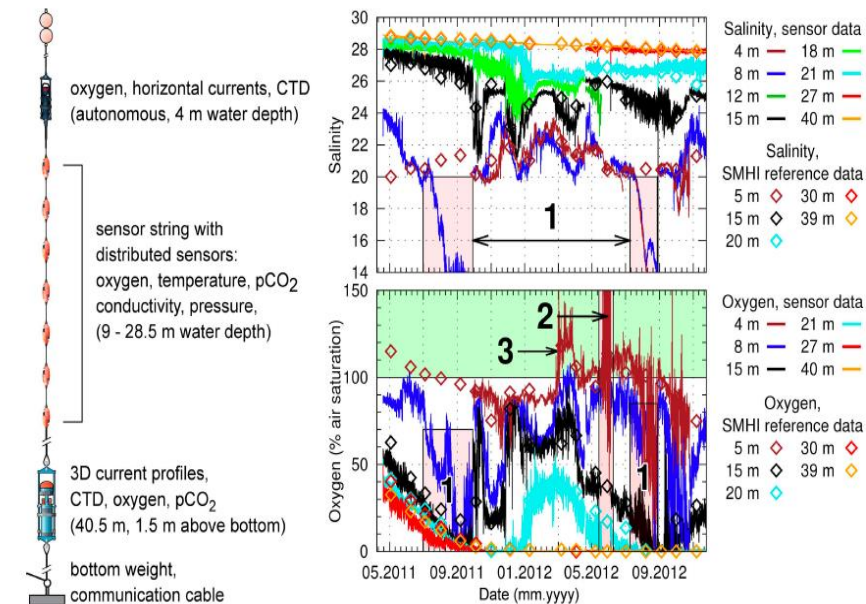 oxygen, horizontal currents, CTD
(autonomous, 4 m water depth)
sensor string with
distributed sensors:
oxygen, temperature, pCO2
conductivity, pressure,
(9 - 28.5 m water depth)
3D current profiles,
CTD, oxygen, pCO2
(40.5 m, 1.5 m above bottom)
bottom weight,
communication cable
Salinity
30
28
26
24
22
20
18
16
14
1
Salinity, sensor data
4 m 18 m
8 m 21 m
12 m 27 m
15 m 40 m
Salinity,
SMHI reference data
5 m 30 m
15 m 39 m
20 m
Oxygen (% air saturation)
150
100
50
0
2
3
1
1
05.2011 09.2011 01.2012 05.2012 09.2012
Date (mm.yyyy)
Oxygen, sensor data
4 m 21 m
8 m 27 m
15 m 40 m
Oxygen,
SMHI reference data
5 m 30 m
15 m 39 m
20 m